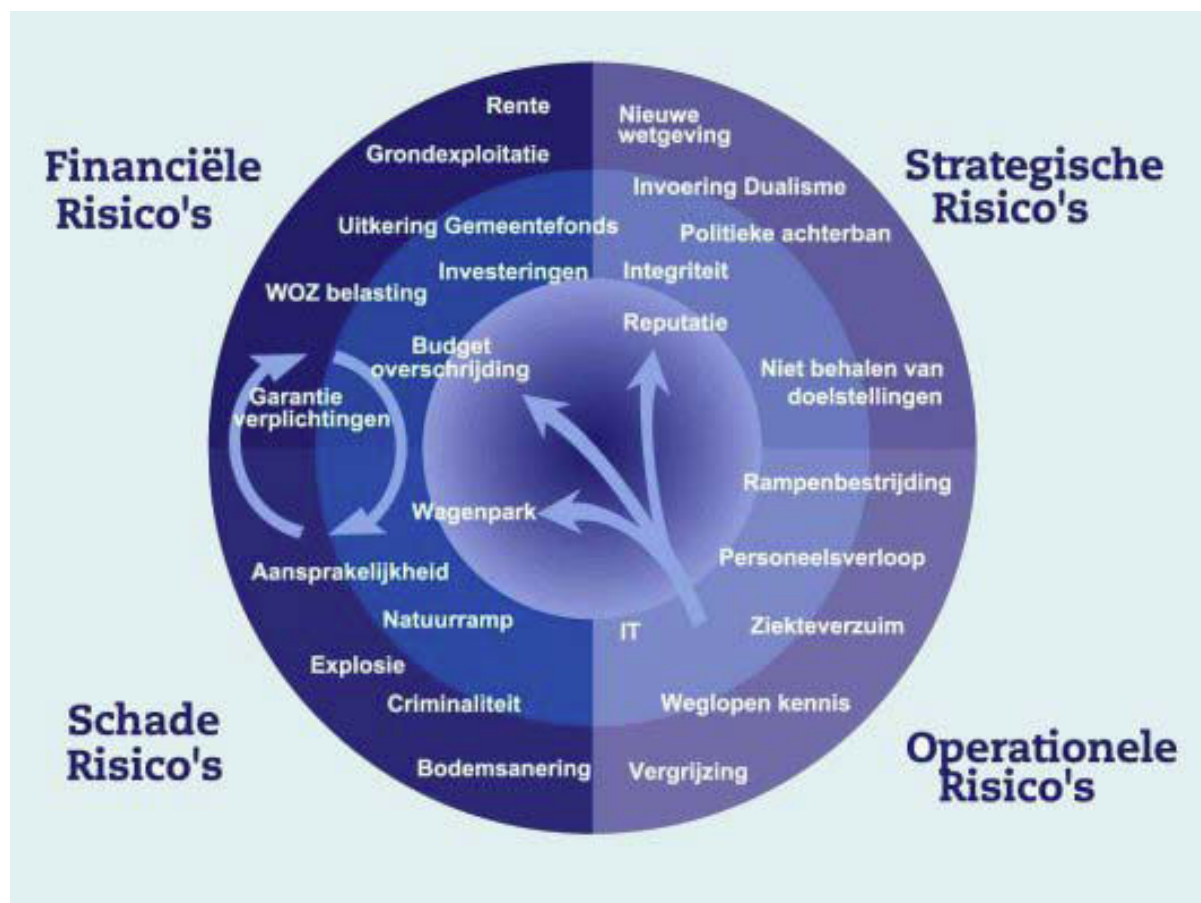 Financiële
Risico's
Rente
Grondexploitatie
Uitkering Gemeentefonds
Investeringen
WOZ belasting
Budget
overschrijding
Garantie
verplichtingen
Strategische
Risico's
Nieuwe
wetgeving
Invoering Dualisme
Politieke achterban
Integriteit
Reputatie
Niet behalen van
doelstellingen
Schade
Risico's
Wagenpark
Aansprakelijkheid
Natuurramp
Explosie
Criminaliteit
Bodemsanering
Operationele
Risico's
Rampenbestrijding
Personeelsverloop
IT
Ziekteverzuim
Weglopen kennis
Vergrijzing